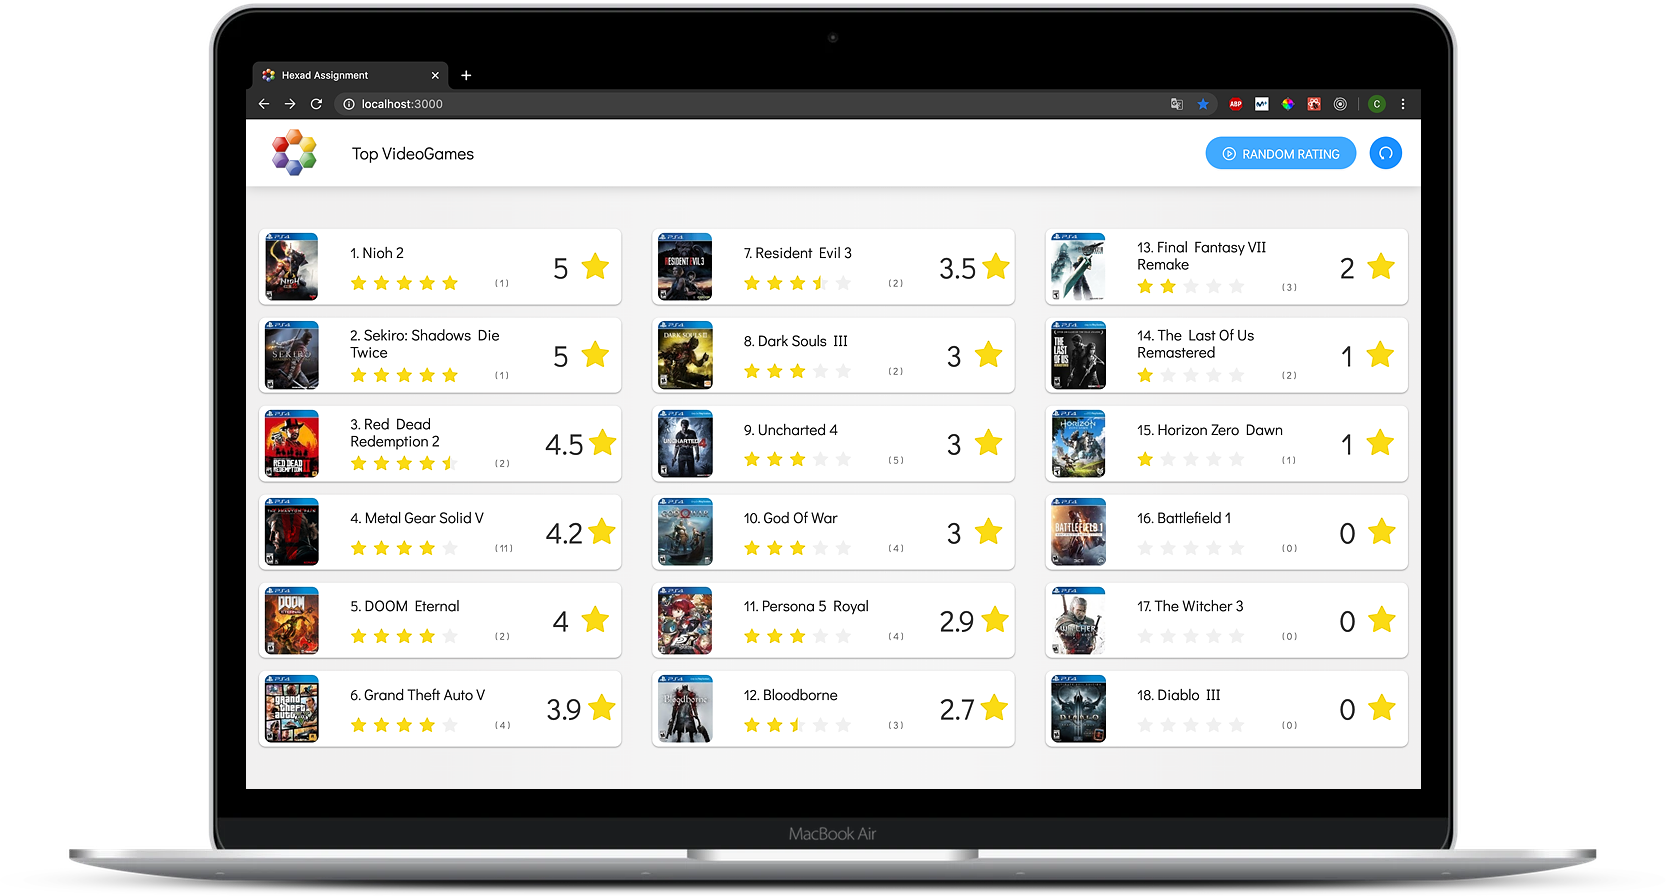 Hexad Assignment
localhost:3000
ABP
C
Top VideoGames
RANDOM RATING
1. Nioh 2
(1)
5
2. Sekiro: Shadows Die
Twice
(1)
5
3. Red Dead
Redemption 2
(2)
4.5
4. Metal Gear Solid V
(11)
4.2
5. DOOM Eternal
(2)
4
6. Grand Theft Auto V
(4)
3.9
7. Resident Evil 3
(2)
3.5
8. Dark Souls III
(2)
3
9. Uncharted 4
(5)
3
10. God Of War
(4)
3
11. Persona 5 Royal
(4)
2.9
12. Bloodborne
(3)
2.7
13. Final Fantasy VII
Remake
(3)
2
14. The Last Of Us
Remastered
(2)
1
15. Horizon Zero Dawn
(1)
1
16. Battlefield 1
(0)
0
17. The Witcher 3
(0)
0
18. Diablo III
(0)
0
MacBook Air